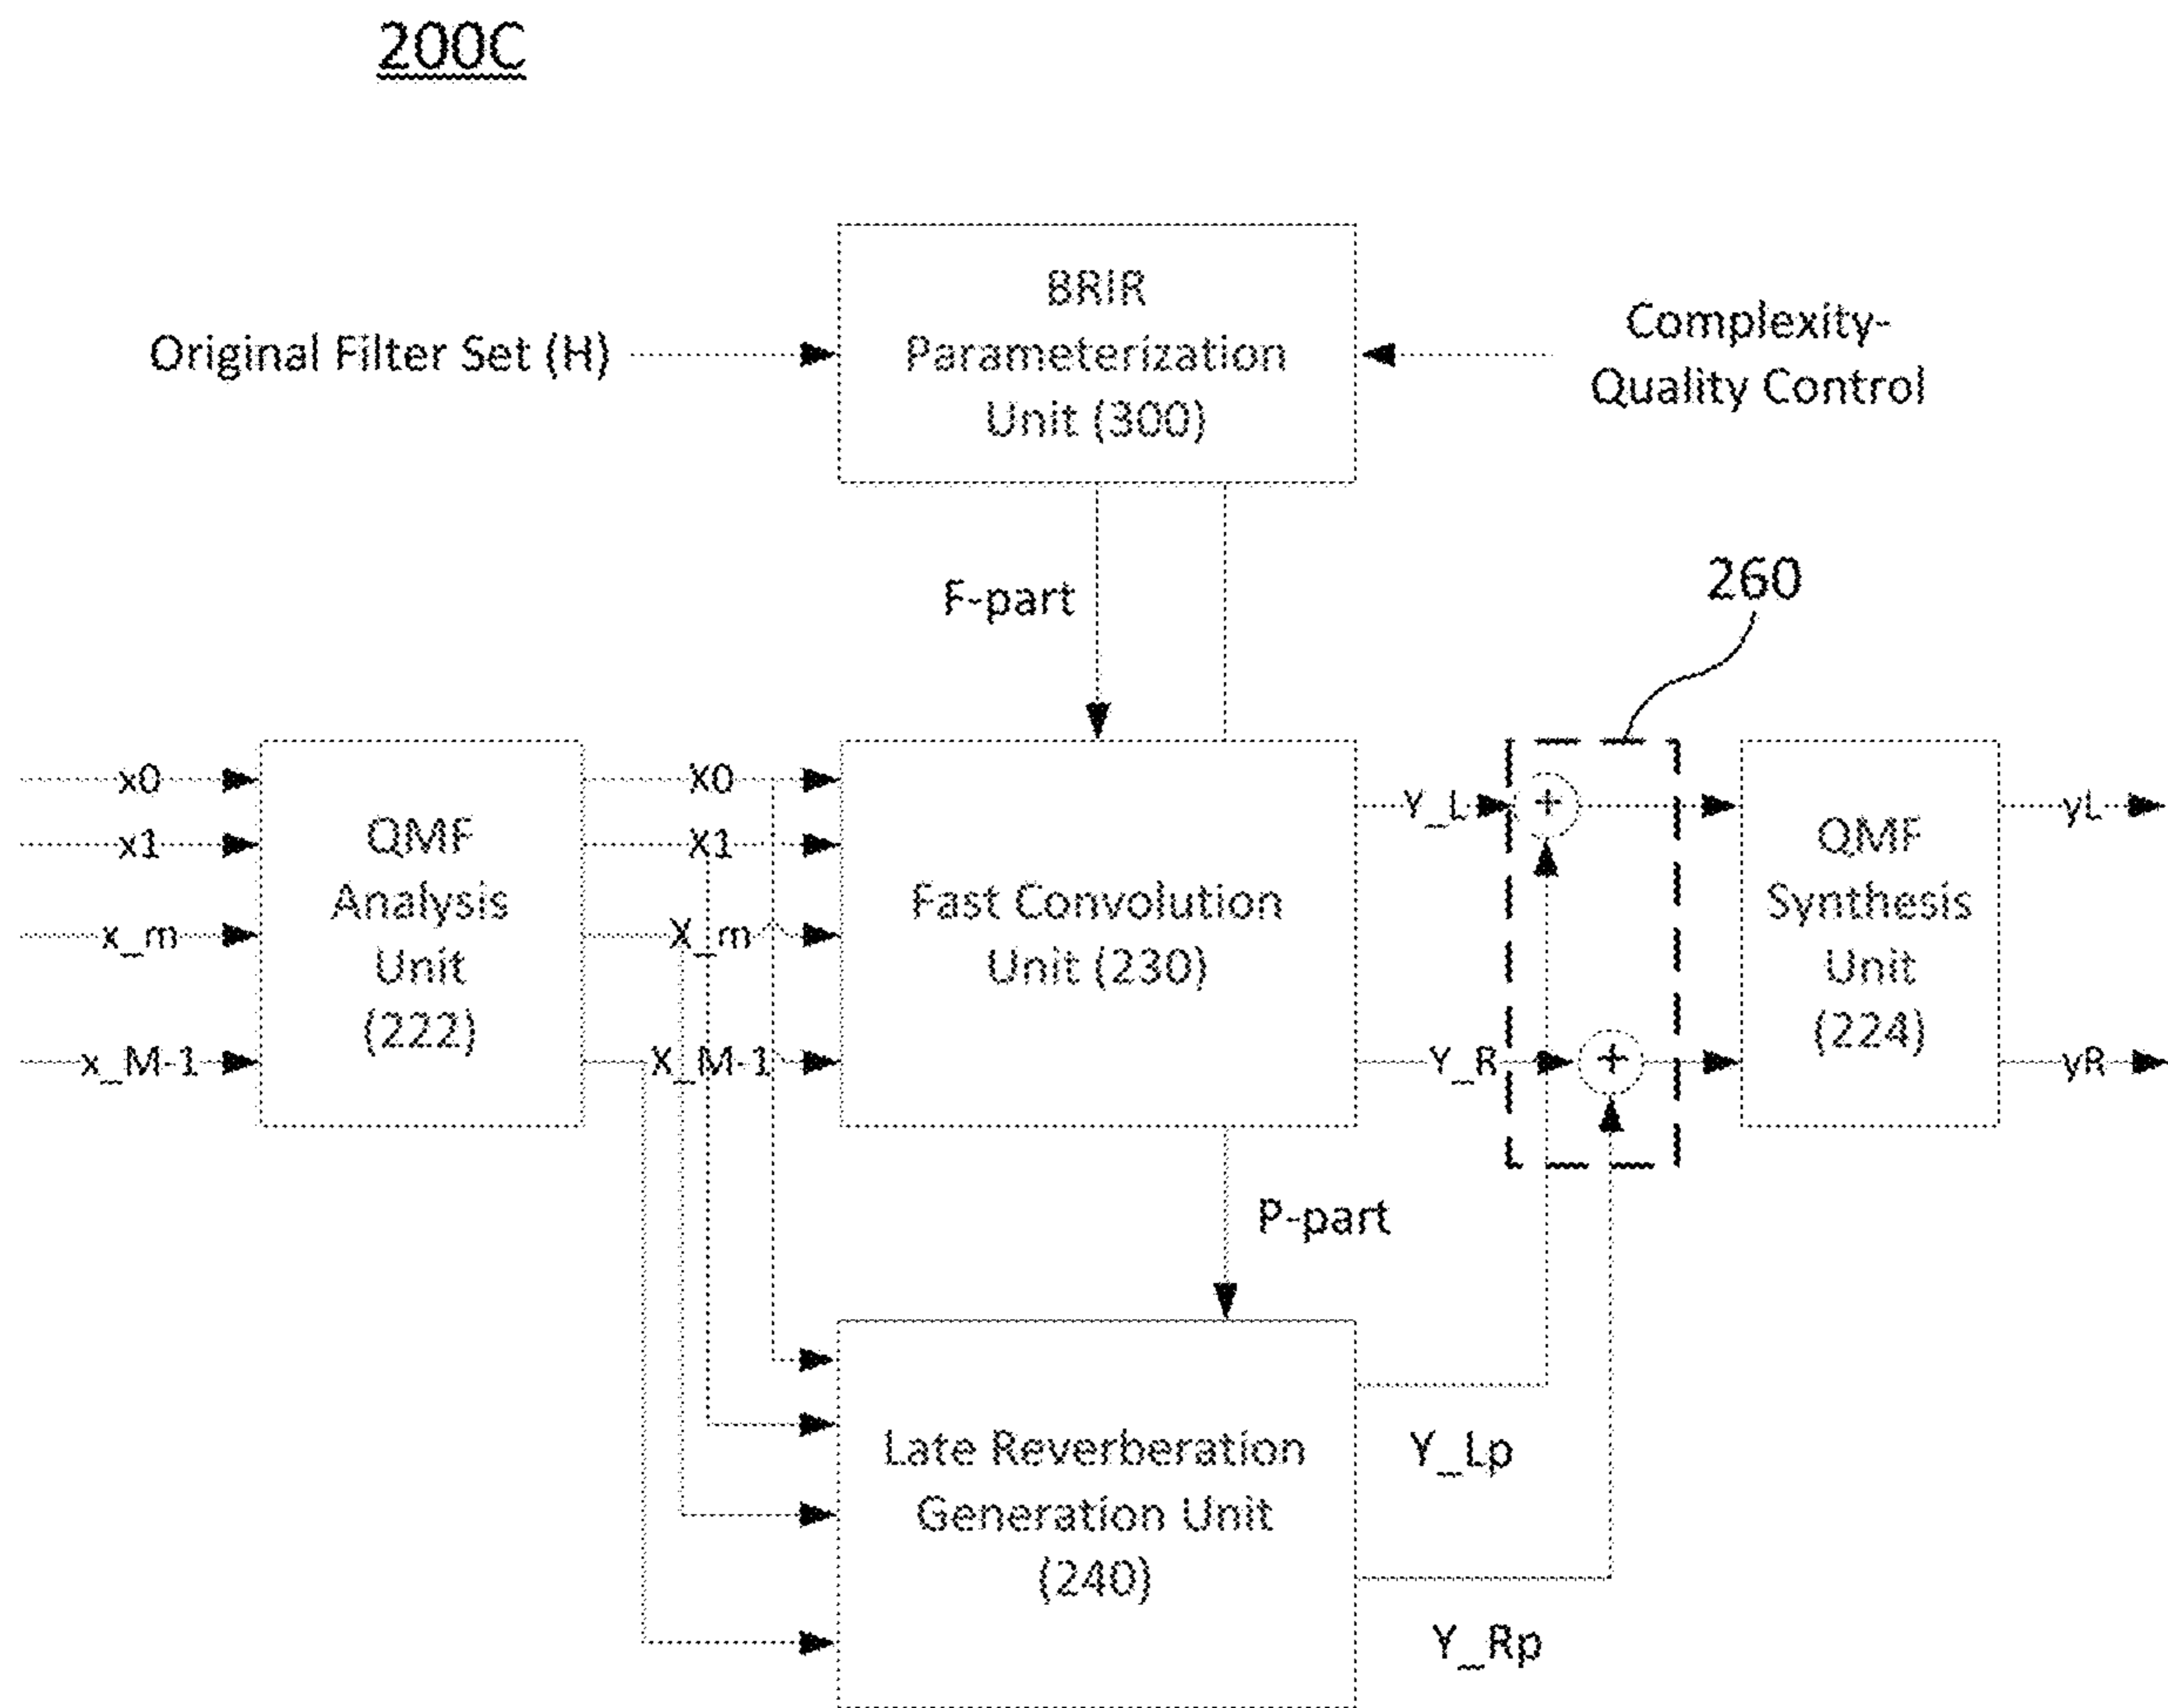 200C
BRIR
Parameterization
Unit (300)
Original Filter Set (H)
Complexity-
Quality Control
F-part
260
x0
x1
x_m
x_M-1
QMF
Analysis
Unit
(222)
X0
X1
X_m
X_M-1
Fast Convolution
Unit (230)
Y_L
Y_R
+
+
QMF
Synthesis
Unit
(224)
yL
yR
P-part
Late Reverberation
Generation Unit
(240)
Y_Lp
Y_Rp